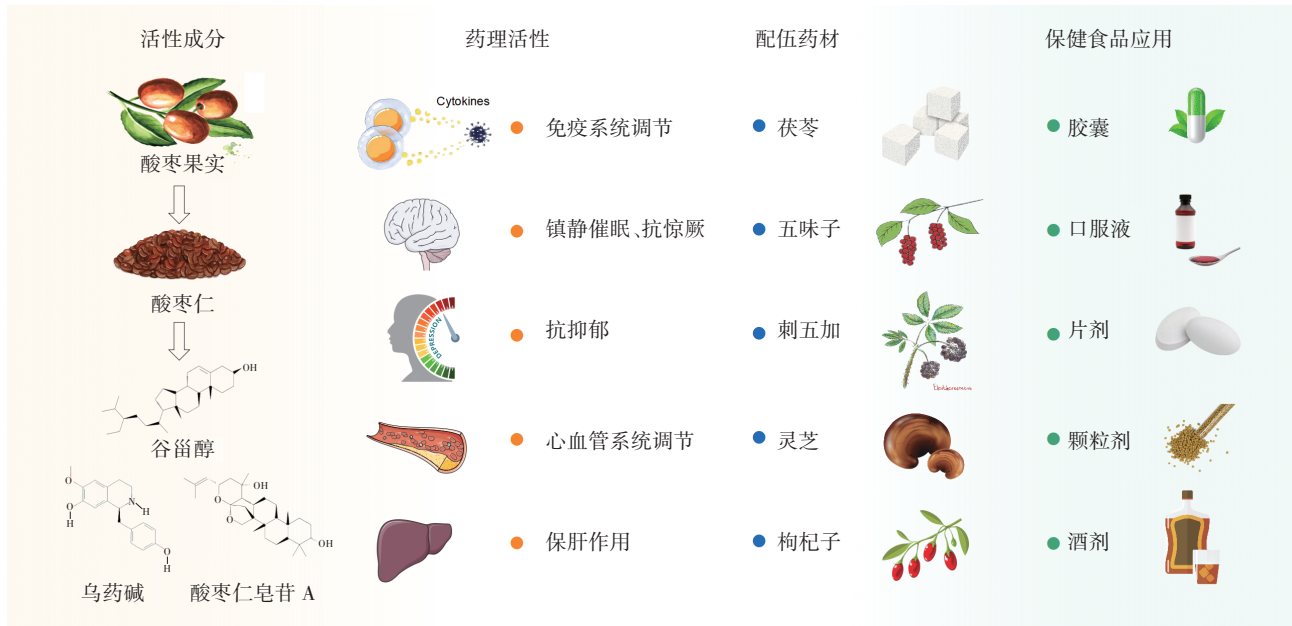 活性成分
药理活性
配伍药材
保健食品应用
酸枣果实
酸枣仁
OH
谷甾醇
O
O
H
N
H
O
H
乌药碱
OH
O
O
OH
酸枣仁皂苷 A
Cytokines
免疫系统调节
镇静催眠、抗惊厥
DEPRESSION
抗抑郁
心血管系统调节
保肝作用
茯苓
五味子
刺五加
灵芝
枸杞子
胶囊
口服液
片剂
颗粒剂
酒剂